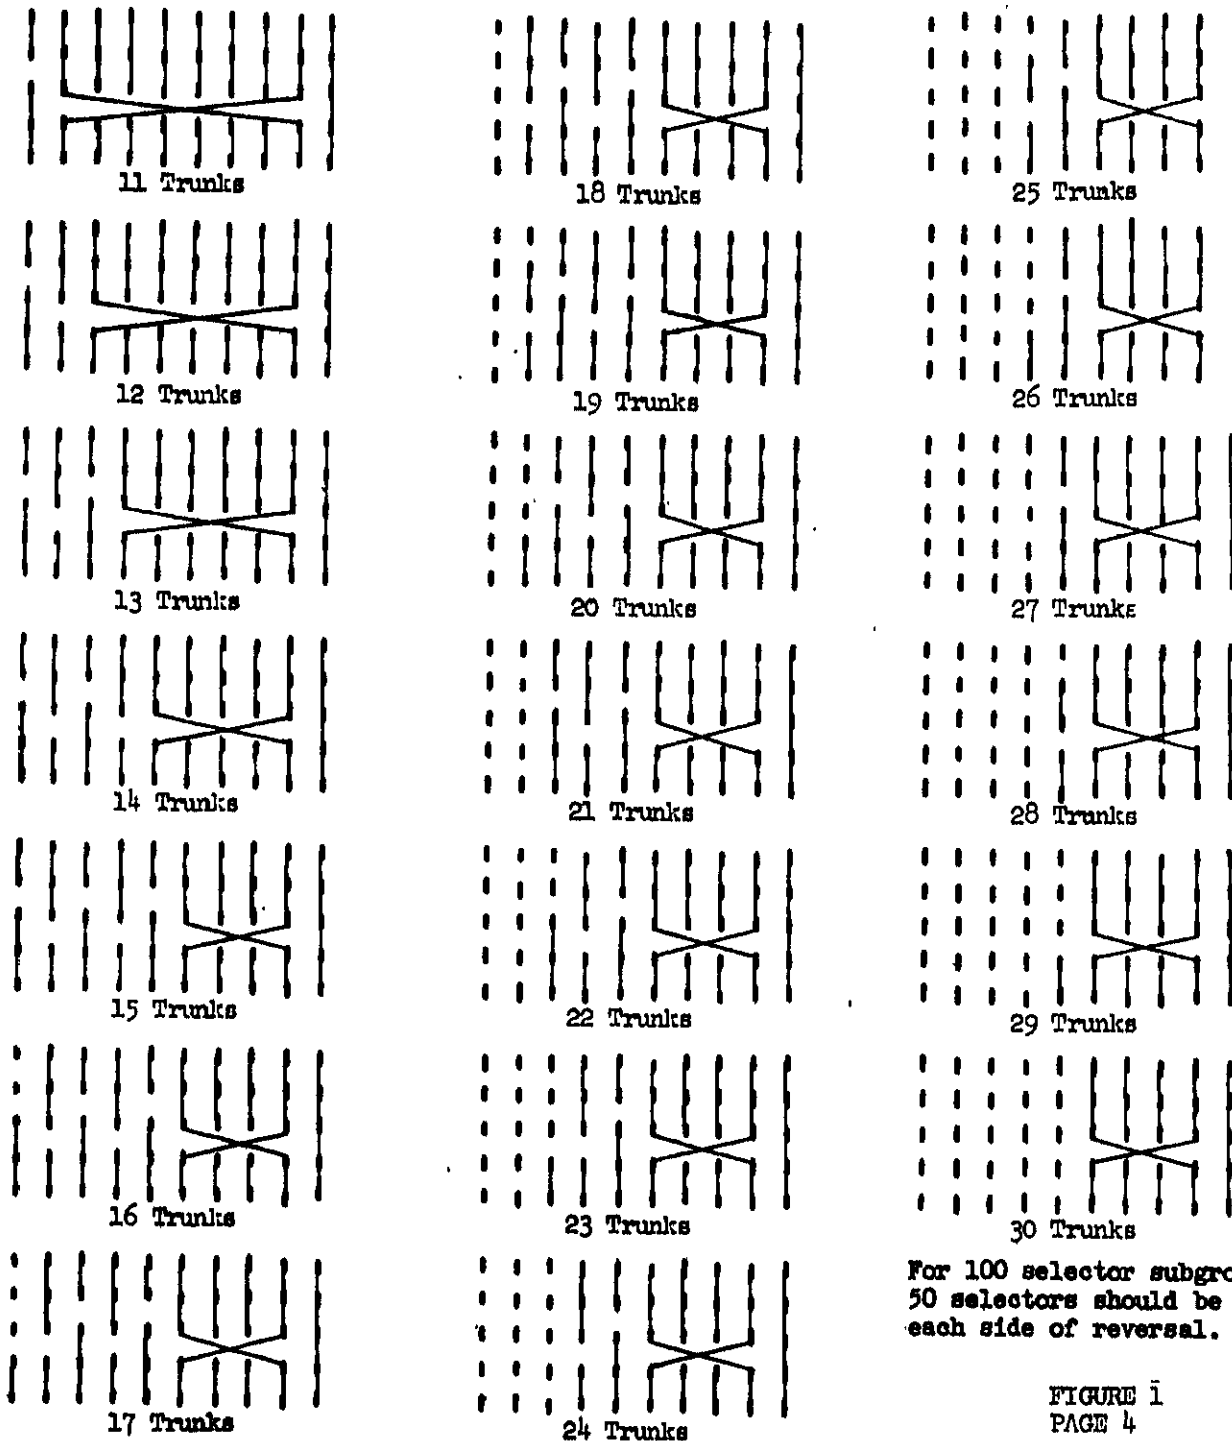 11 Trunks
12 Trunks
13 Trunks
14 Trunks
15 Trunks
16 Trunks
17 Trunks
18 Trunks
19 Trunks
20 Trunks
21 Trunks
22 Trunks
23 Trunks
24 Trunks
25 Trunks
26 Trunks
27 Trunks
28 Trunks
29 Trunks
30 Trunks
For 100 selector
50 selectors should be
each side of reversal.
FIGURE 1
PAGE 4